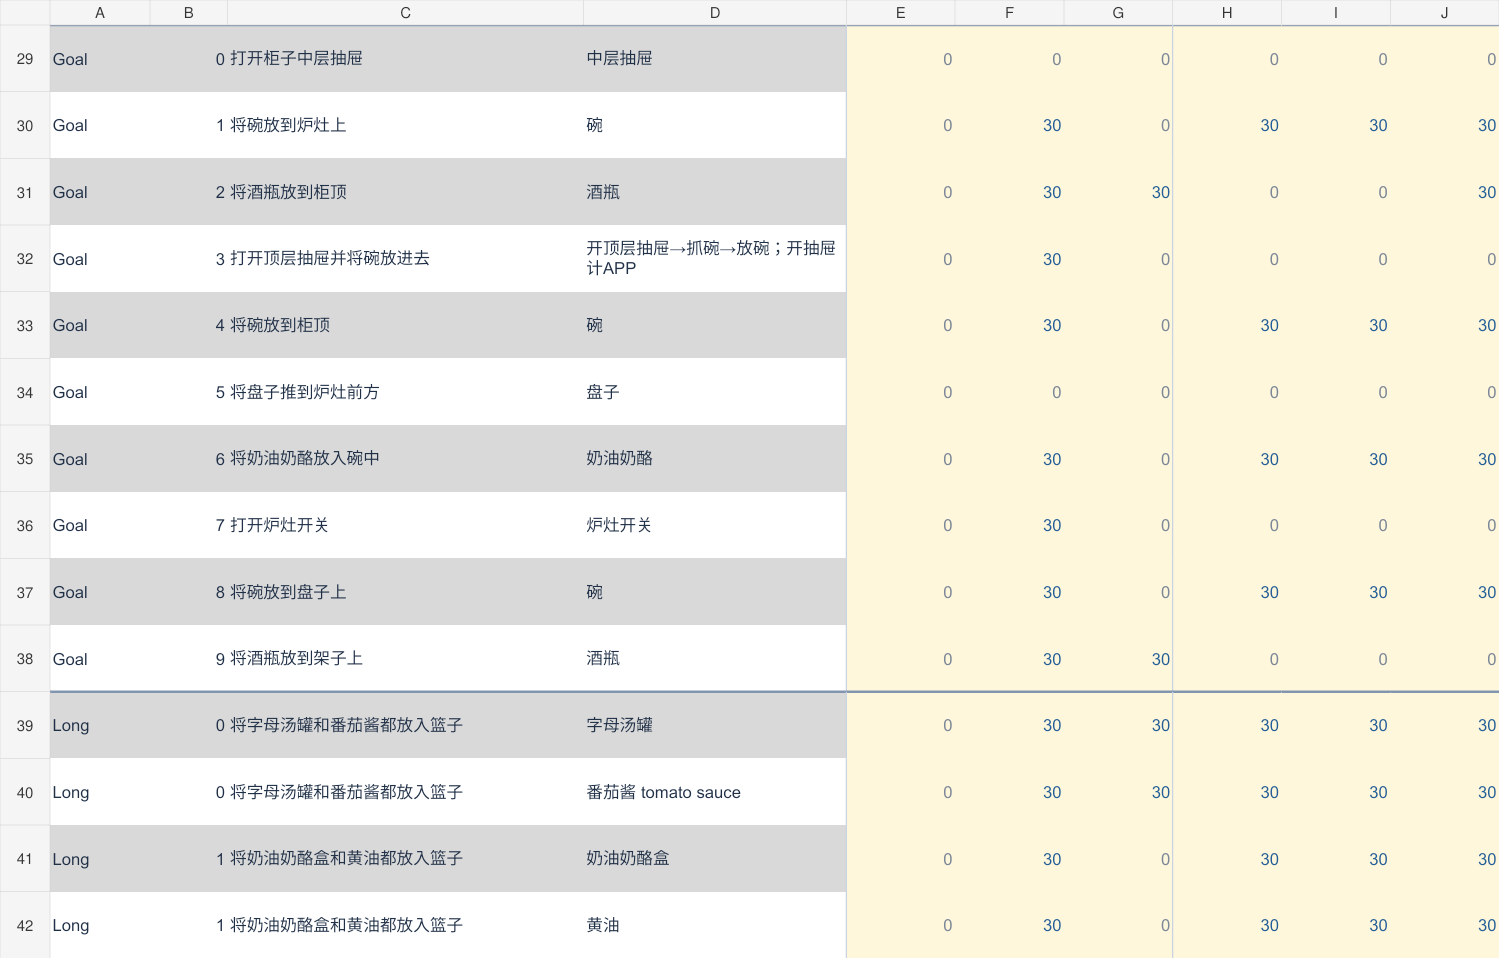 A B C D E F G H I J
29 Goal 0 打开柜子中层抽屉 中层抽屉 0 0 0 0 0 0
30 Goal 1 将碗放到炉灶上 碗 0 30 0 30 30 30
31 Goal 2 将酒瓶放到柜顶 酒瓶 0 30 30 0 0 30
32 Goal 3 打开顶层抽屉并将碗放进去 开顶层抽屉→抓碗→放碗；开抽屉
计APP 0 30 0 0 0 0
33 Goal 4 将碗放到柜顶 碗 0 30 0 30 30 30
34 Goal 5 将盘子推到炉灶前方 盘子 0 0 0 0 0 0
35 Goal 6 将奶油奶酪放入碗中 奶油奶酪 0 30 0 30 30 30
36 Goal 7 打开炉灶开关 炉灶开关 0 30 0 0 0 0
37 Goal 8 将碗放到盘子上 碗 0 30 0 30 30 30
38 Goal 9 将酒瓶放到架子上 酒瓶 0 30 30 0 0 0
39 Long 0 将字母汤罐和番茄酱都放入篮子 字母汤罐 0 30 30 30 30 30
40 Long 0 将字母汤罐和番茄酱都放入篮子 番茄酱 tomato sauce 0 30 30 30 30 30
41 Long 1 将奶油奶酪盒和黄油都放入篮子 奶油奶酪盒 0 30 0 30 30 30
42 Long 1 将奶油奶酪盒和黄油都放入篮子 黄油 0 30 0 30 30 30